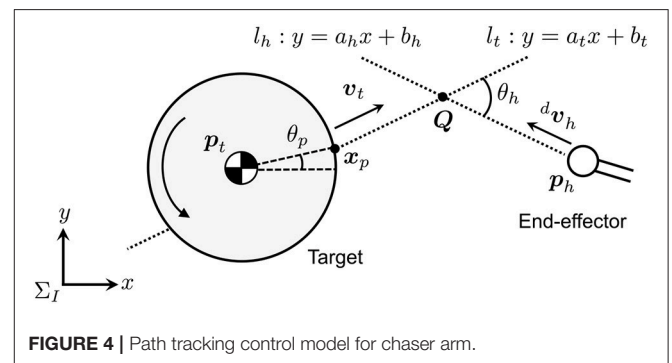 l_h : y = a_h x + b_h
l_t : y = a_t x + b_t
v_t
θ_h
θ_p
p_t
x_p
Q
^d v_h
p_h
End-effector
Target
y
x
Σ_I
FIGURE 4 | Path tracking control model for chaser arm.